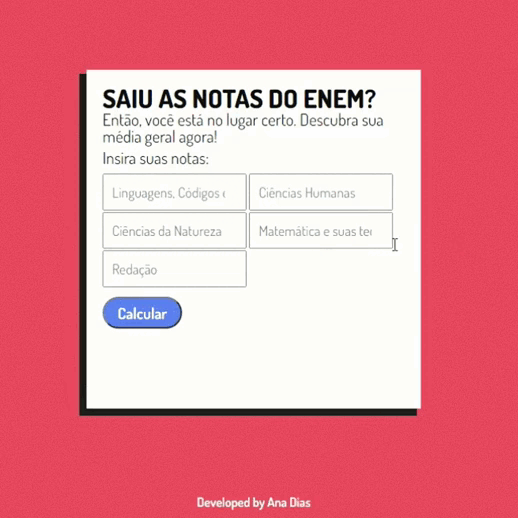 SAIU AS NOTAS DO ENEM?
Então, você está no lugar certo. Descubra sua
média geral agora!
Insira suas notas:
Linguagens, Códigos e
Ciências Humanas
Ciências da Natureza
Matemática e suas
Redação
Calcular
Developed by Ana Dias